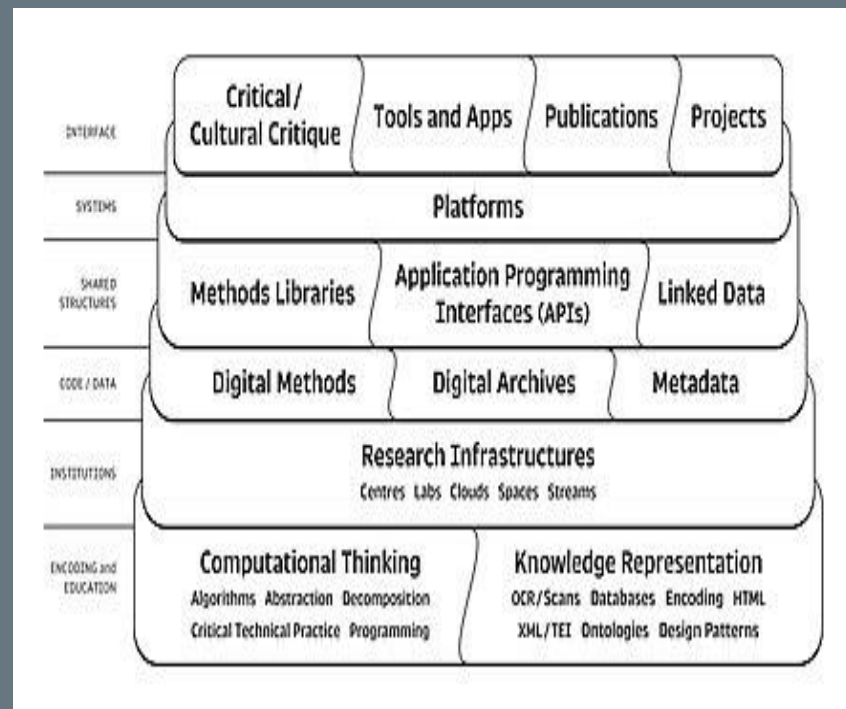 INTERFACE
Critical /
Cultural Critique
Tools and Apps
Publications
Projects
SYSTEMS
Platforms
SHARED
STRUCTURES
Methods Libraries
Application Programming
Interfaces (APIs)
Linked Data
CODE / DATA
Digital Methods
Digital Archives
Metadata
INSTITUTIONS
Research Infrastructures
Centres Labs Clouds Spaces Streams
ENCODING and
EDUCATION
Computational Thinking
Algorithms Abstraction Decomposition
Critical Technical Practice Programming
Knowledge Representation
OCR/Scans Databases Encoding HTML
XML/TEI Ontologies Design Patterns